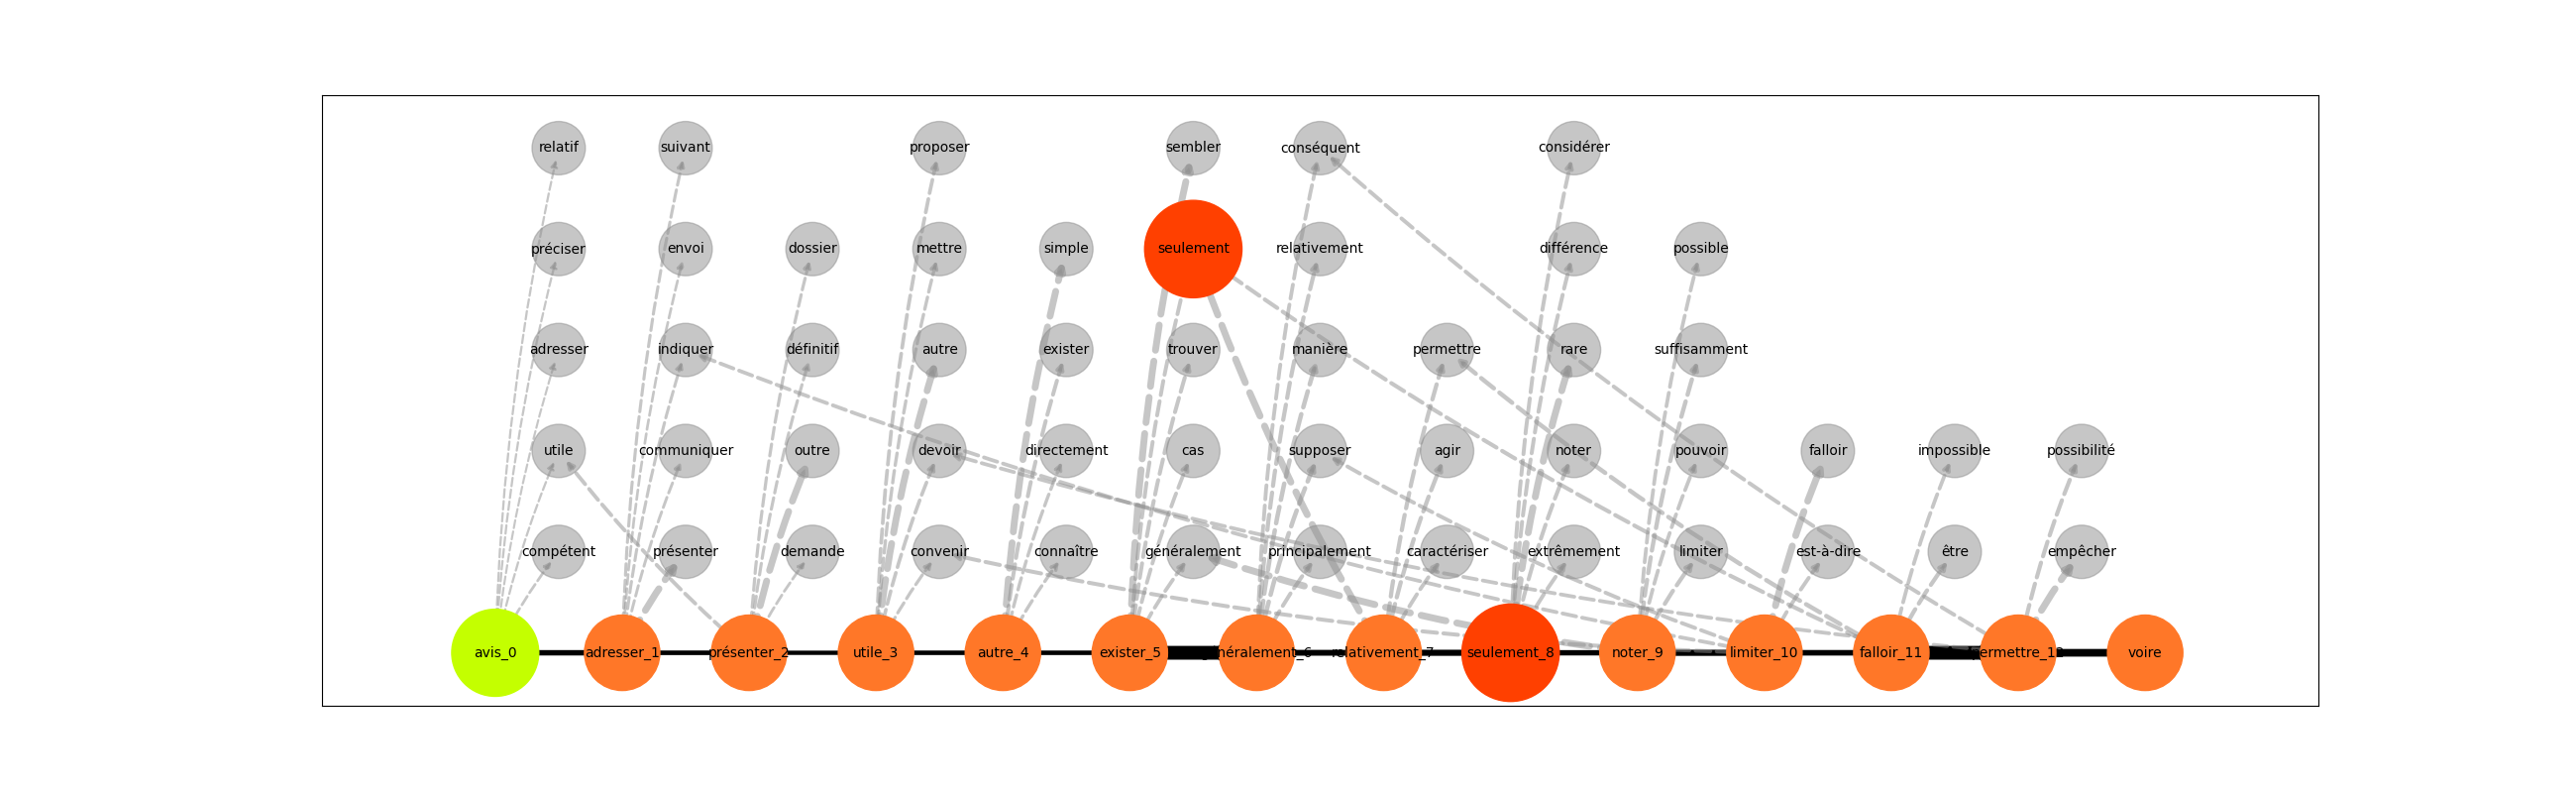 relatif suivant proposer sembler conséquent considérer
préciser envoi dossier mettre simple seulement relativement différence possible
adresser indiquer définitif autre exister trouver manière permettre rare suffisamment
utile communiquer outre devoir directement cas supposer agir noter pouvoir falloir impossible possibilité
compétent présenter demande convenir connaître généralement principalement caractériser extrêmement limiter est-à-dire être empêcher
avis_0 adresser_1 présenter_2 utile_3 autre_4 exister_5 généralement_6 relativement_7 seulement_8 noter_9 limiter_10 falloir_11 permettre_12 voire